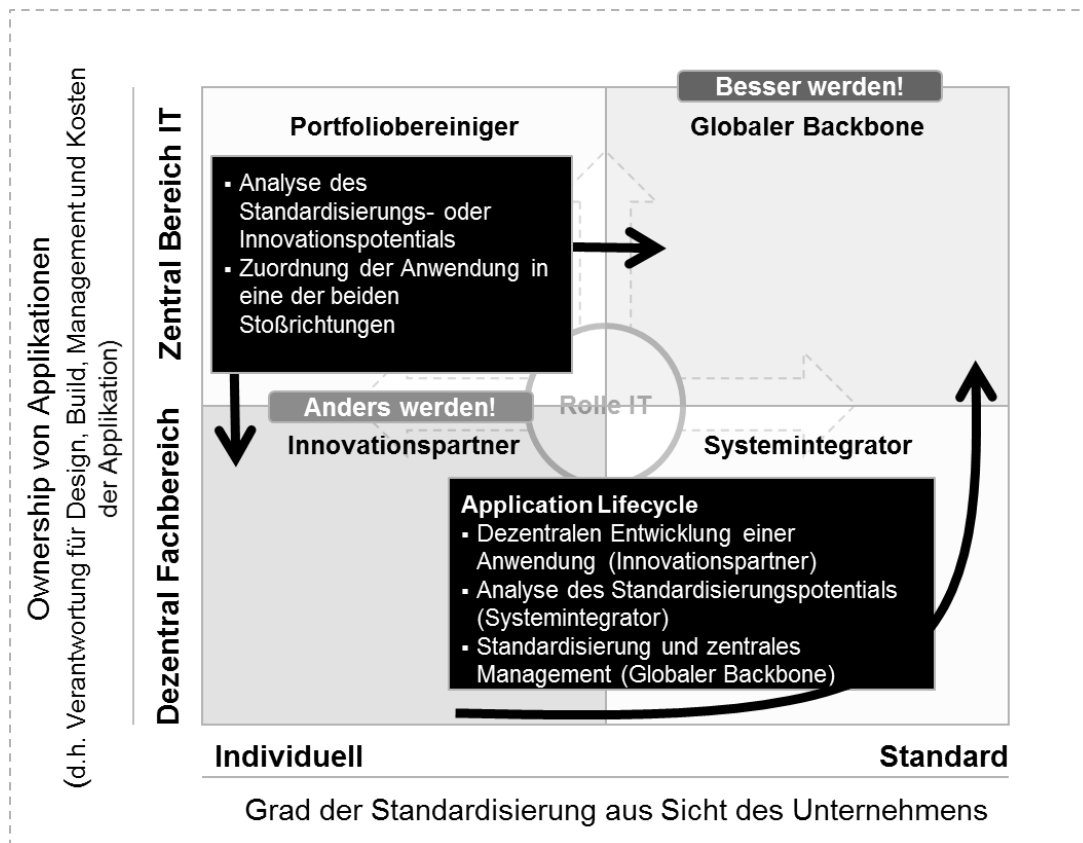 Ownership von Applikationen
(d.h. Verantwortung für Design, Build, Management und Kosten
der Applikation)
Zentral Bereich IT
Dezentral Fachbereich
Besser werden!
Portfoliobereiniger
Globaler Backbone
▪ Analyse des
Standardisierungs- oder
Innovationspotentials
▪ Zuordnung der Anwendung in
eine der beiden
Stoßrichtungen
Anders werden!
Rolle IT
Innovationspartner
Systemintegrator
Application Lifecycle
▪ Dezentralen Entwicklung einer
Anwendung (Innovationspartner)
▪ Analyse des Standardisierungspotentials
(Systemintegrator)
▪ Standardisierung und zentrales
Management (Globaler Backbone)
Individuell
Standard
Grad der Standardisierung aus Sicht des Unternehmens